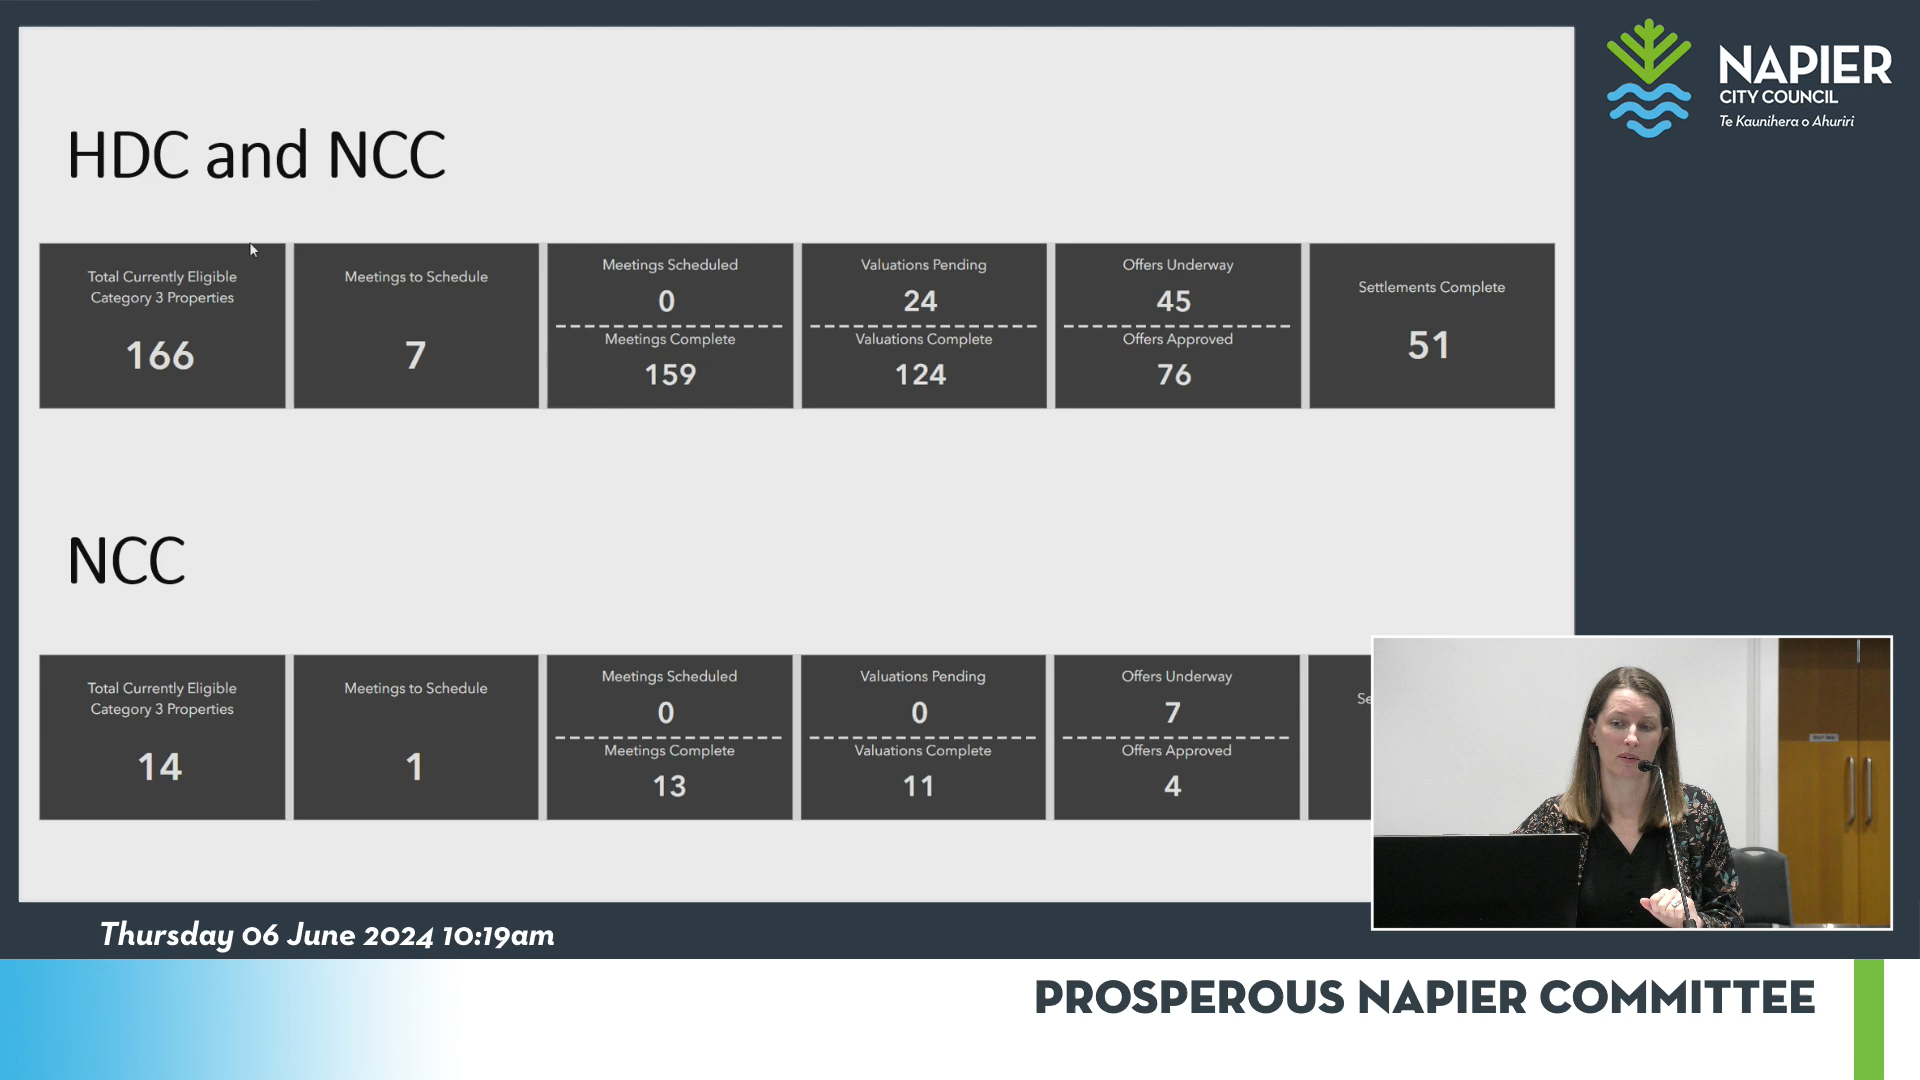 NAPIER
CITY COUNCIL
Te Kaunihera o Ahuriri
HDC and NCC
Total Currently Eligible
Category 3 Properties
166
Meetings to Schedule
7
Meetings Scheduled
0
Meetings Complete
159
Valuations Pending
24
Valuations Complete
124
Offers Underway
45
Offers Approved
76
Settlements Complete
51
NCC
Total Currently Eligible
Category 3 Properties
14
Meetings to Schedule
1
Meetings Scheduled
0
Meetings Complete
13
Valuations Pending
0
Valuations Complete
11
Offers Underway
7
Offers Approved
4
Se
Thursday 06 June 2024 10:19am
PROSPEROUS NAPIER COMMITTEE